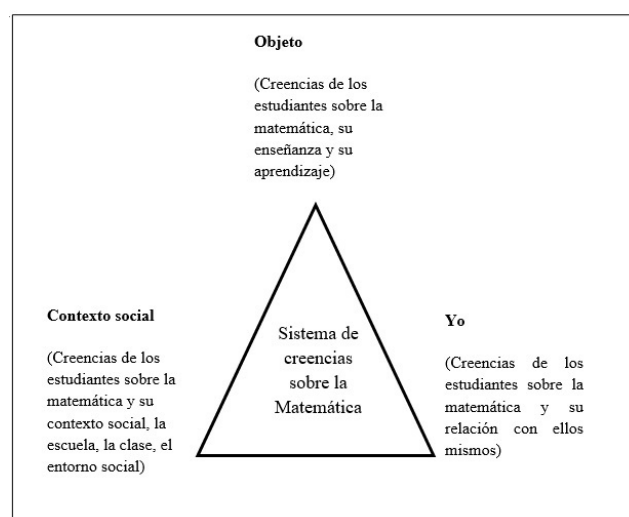 Objeto
(Creencias de los
estudiantes sobre la
matemática, su
enseñanza y su
aprendizaje)
Contexto social
(Creencias de los
estudiantes sobre la
matemática y su
contexto social, la
escuela, la clase, el
entorno social)
Sistema de
creencias
sobre la
Matemática
Yo
(Creencias de los
estudiantes sobre la
matemática y su
relación con ellos
mismos)